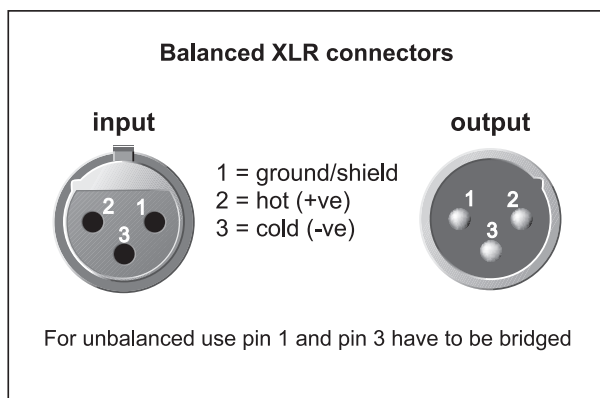 Balanced XLR connectors
input
output
1 = ground/shield
2 = hot (+ve)
3 = cold (-ve)
2 1
3
1 2
3
For unbalanced use pin 1 and pin 3 have to be bridged